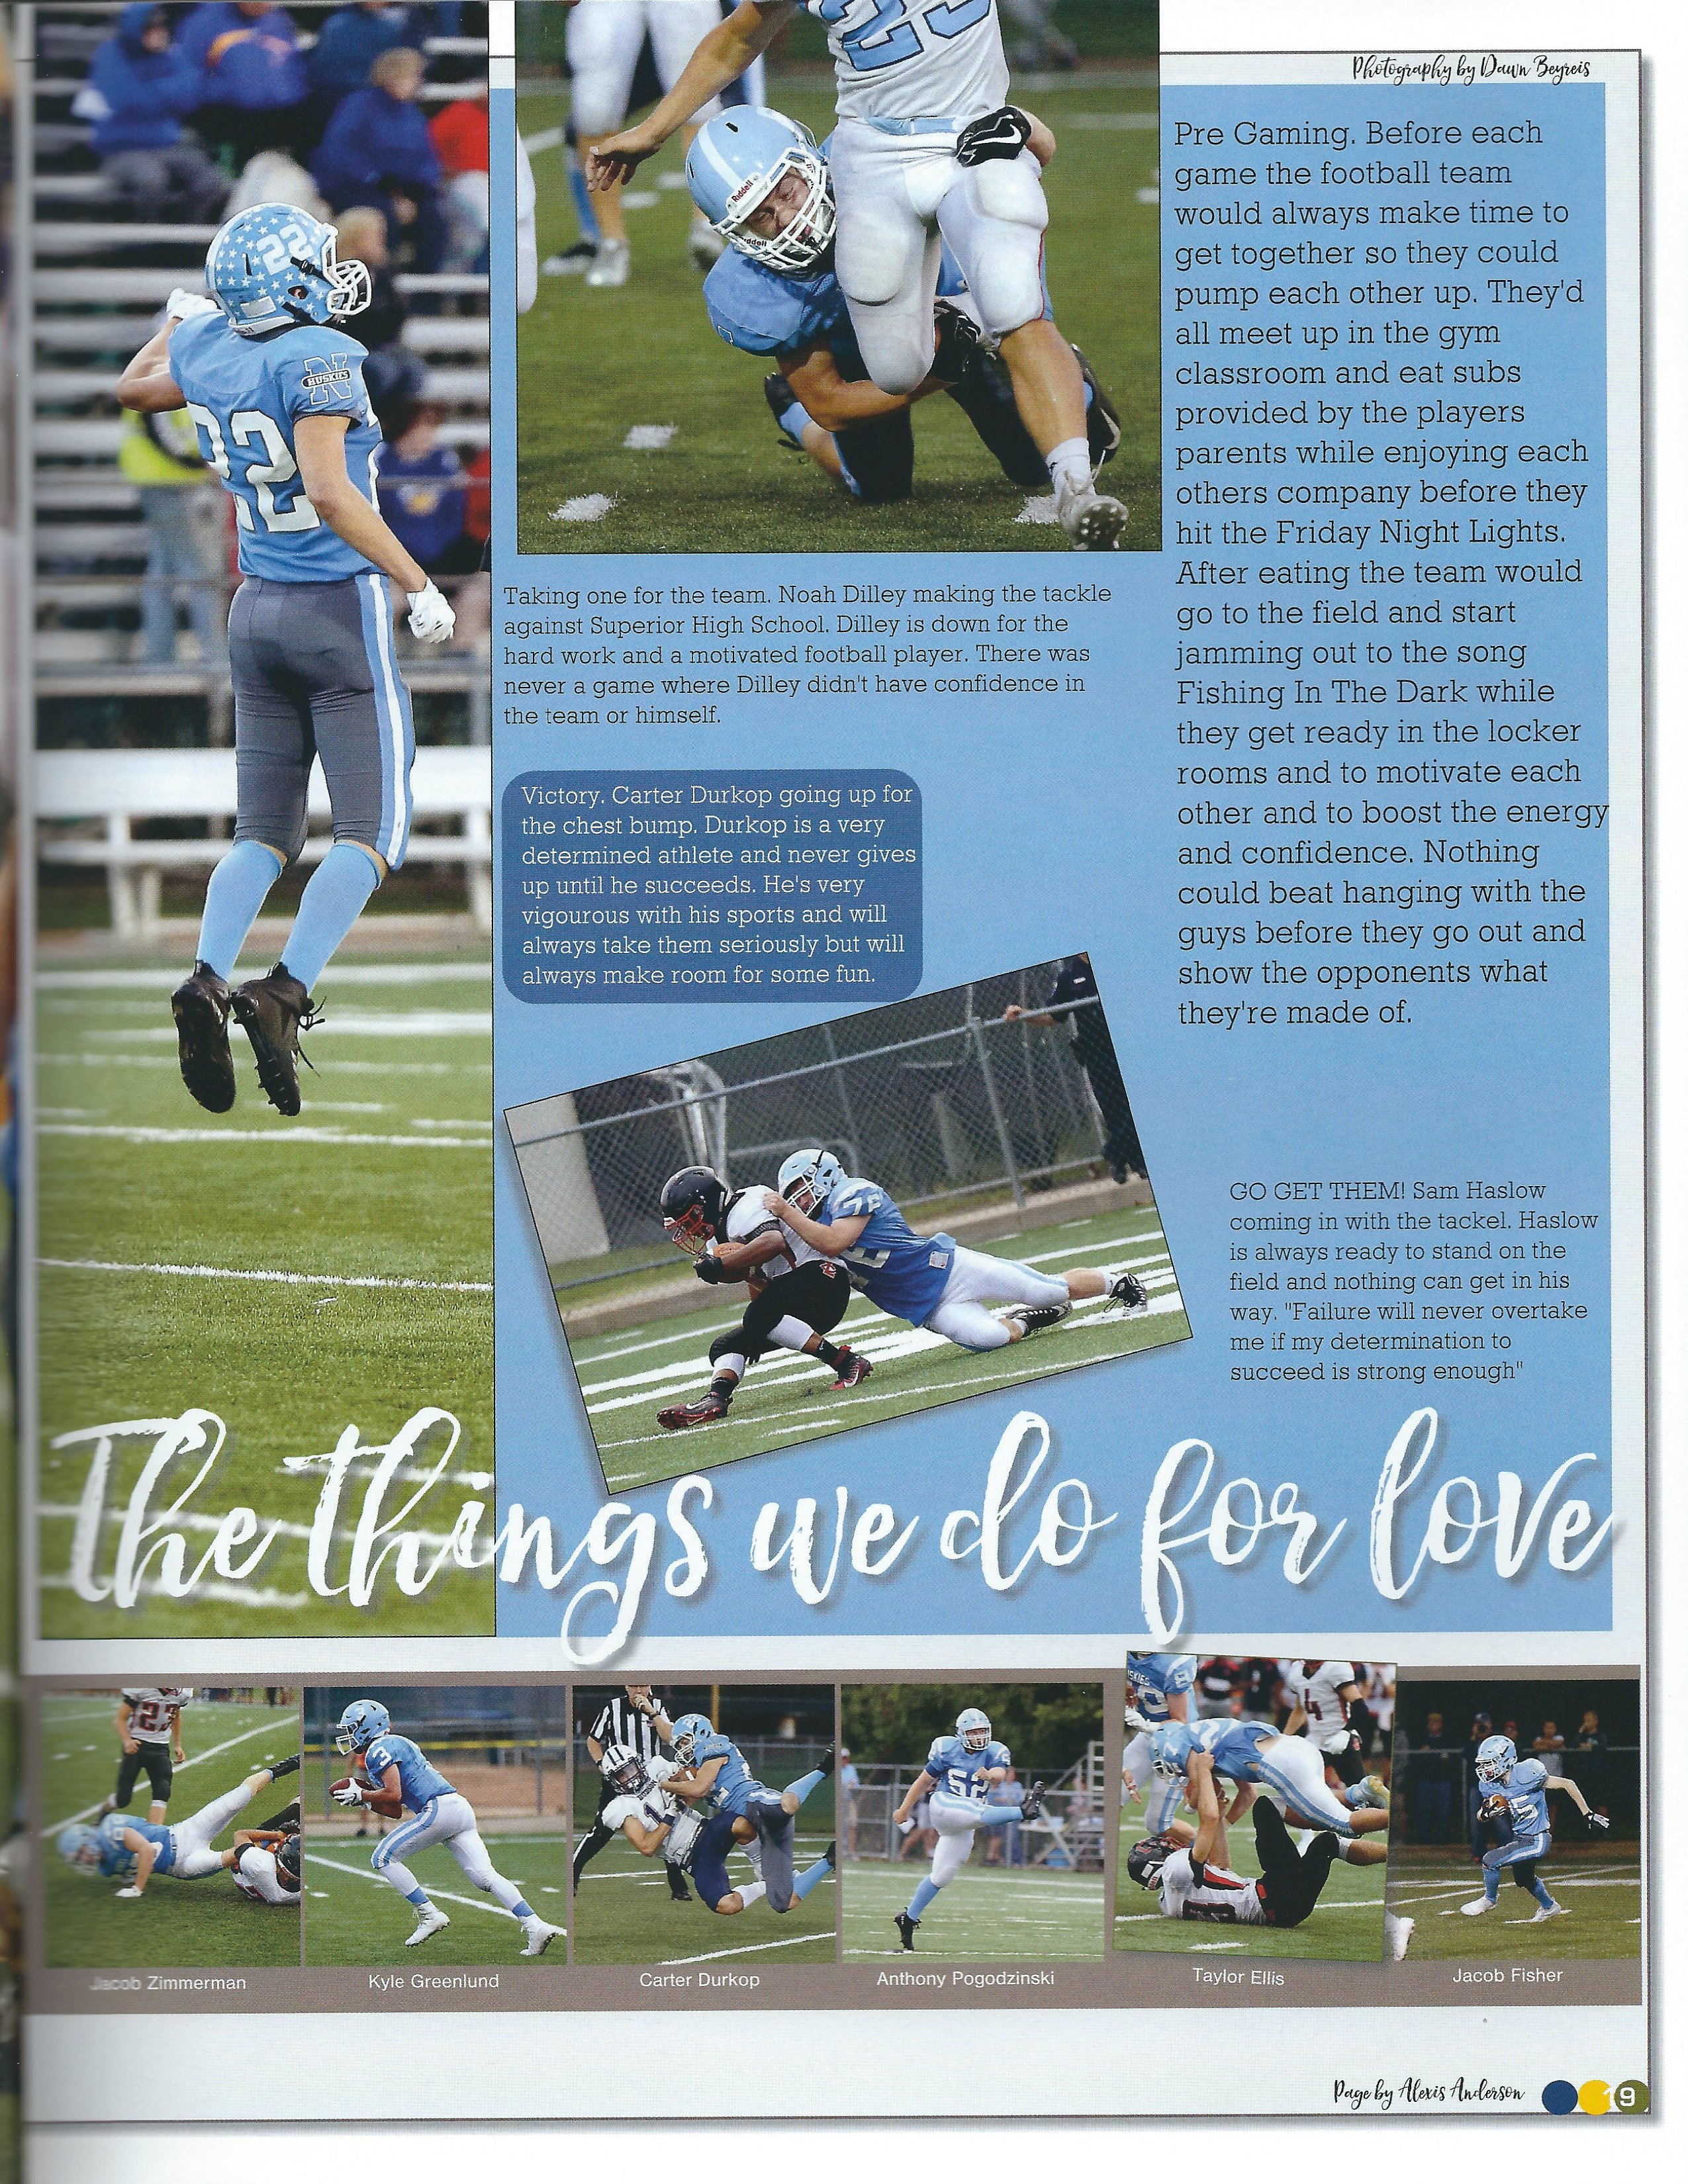 Photography by Dawn Beyreis
Pre Gaming. Before each
game the football team
would always make time to
get together so they could
pump each other up. They'd
all meet up in the gym
classroom and eat subs
provided by the players
parents while enjoying each
others company before they
hit the Friday Night Lights.
After eating the team would
go to the field and start
jamming out to the song
Fishing In The Dark while
they get ready in the locker
rooms and to motivate each
other and to boost the energy
and confidence. Nothing
could beat hanging with the
guys before they go out and
show the opponents what
they're made of.
22
N
HUSKIES
22
Riddell
Taking one for the team. Noah Dilley making the tackle
against Superior High School. Dilley is down for the
hard work and a motivated football player. There was
never a game where Dilley didn't have confidence in
the team or himself.
Victory. Carter Durkop going up for
the chest bump. Durkop is a very
determined athlete and never gives
up until he succeeds. He's very
vigourous with his sports and will
always take them seriously but will
always make room for some fun.
GO GET THEM! Sam Haslow
coming in with the tackel. Haslow
is always ready to stand on the
field and nothing can get in his
way. "Failure will never overtake
me if my determination to
succeed is strong enough"
The things we do for love
23
3
1
52
4
5
Jacob Zimmerman
Kyle Greenlund
Carter Durkop
Anthony Pogodzinski
Taylor Ellis
Jacob Fisher
Page by Alexis Anderson
19